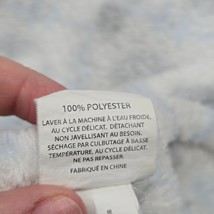 100% POLYESTER
LAVER À LA MACHINE À L'EAU FROIDE,
AU CYCLE DÉLICAT. DÉTACHANT
NON JAVELLISANT AU BESOIN,
SÉCHAGE PAR CULBUTAGE À BASSE
TEMPÉRATURE, AU CYCLE DÉLICAT.
NE PAS REPASSER.
FABRIQUÉ EN CHINE